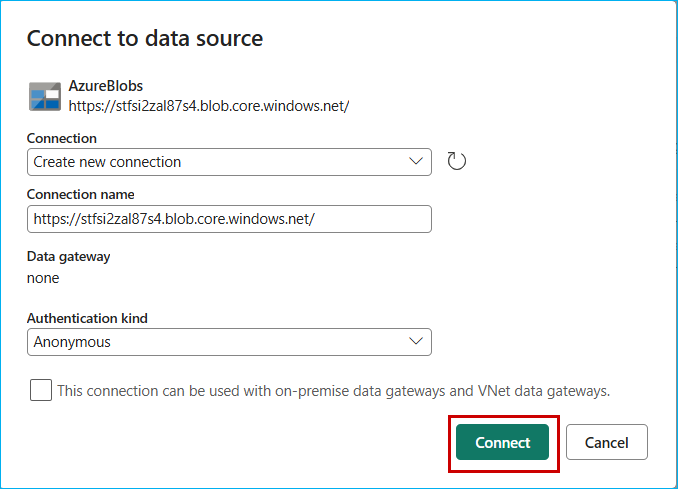 Connect to data source
AzureBlobs
https://stfsi2zal87s4.blob.core.windows.net/
Connection
Create new connection
Connection name
https://stfsi2zal87s4.blob.core.windows.net/
Data gateway
none
Authentication kind
Anonymous
This connection can be used with on-premise data gateways and VNet data gateways.
Connect
Cancel